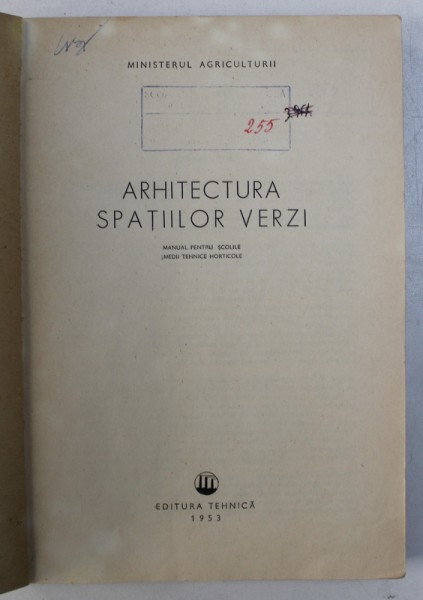 MINISTERUL AGRICULTURII
255
ARHITECTURA
SPAȚIILOR VERZI
MANUAL PENTRU ȘCOLILE
MEDII TEHNICE HORTICOLE
EDITURA TEHNICĂ
1953